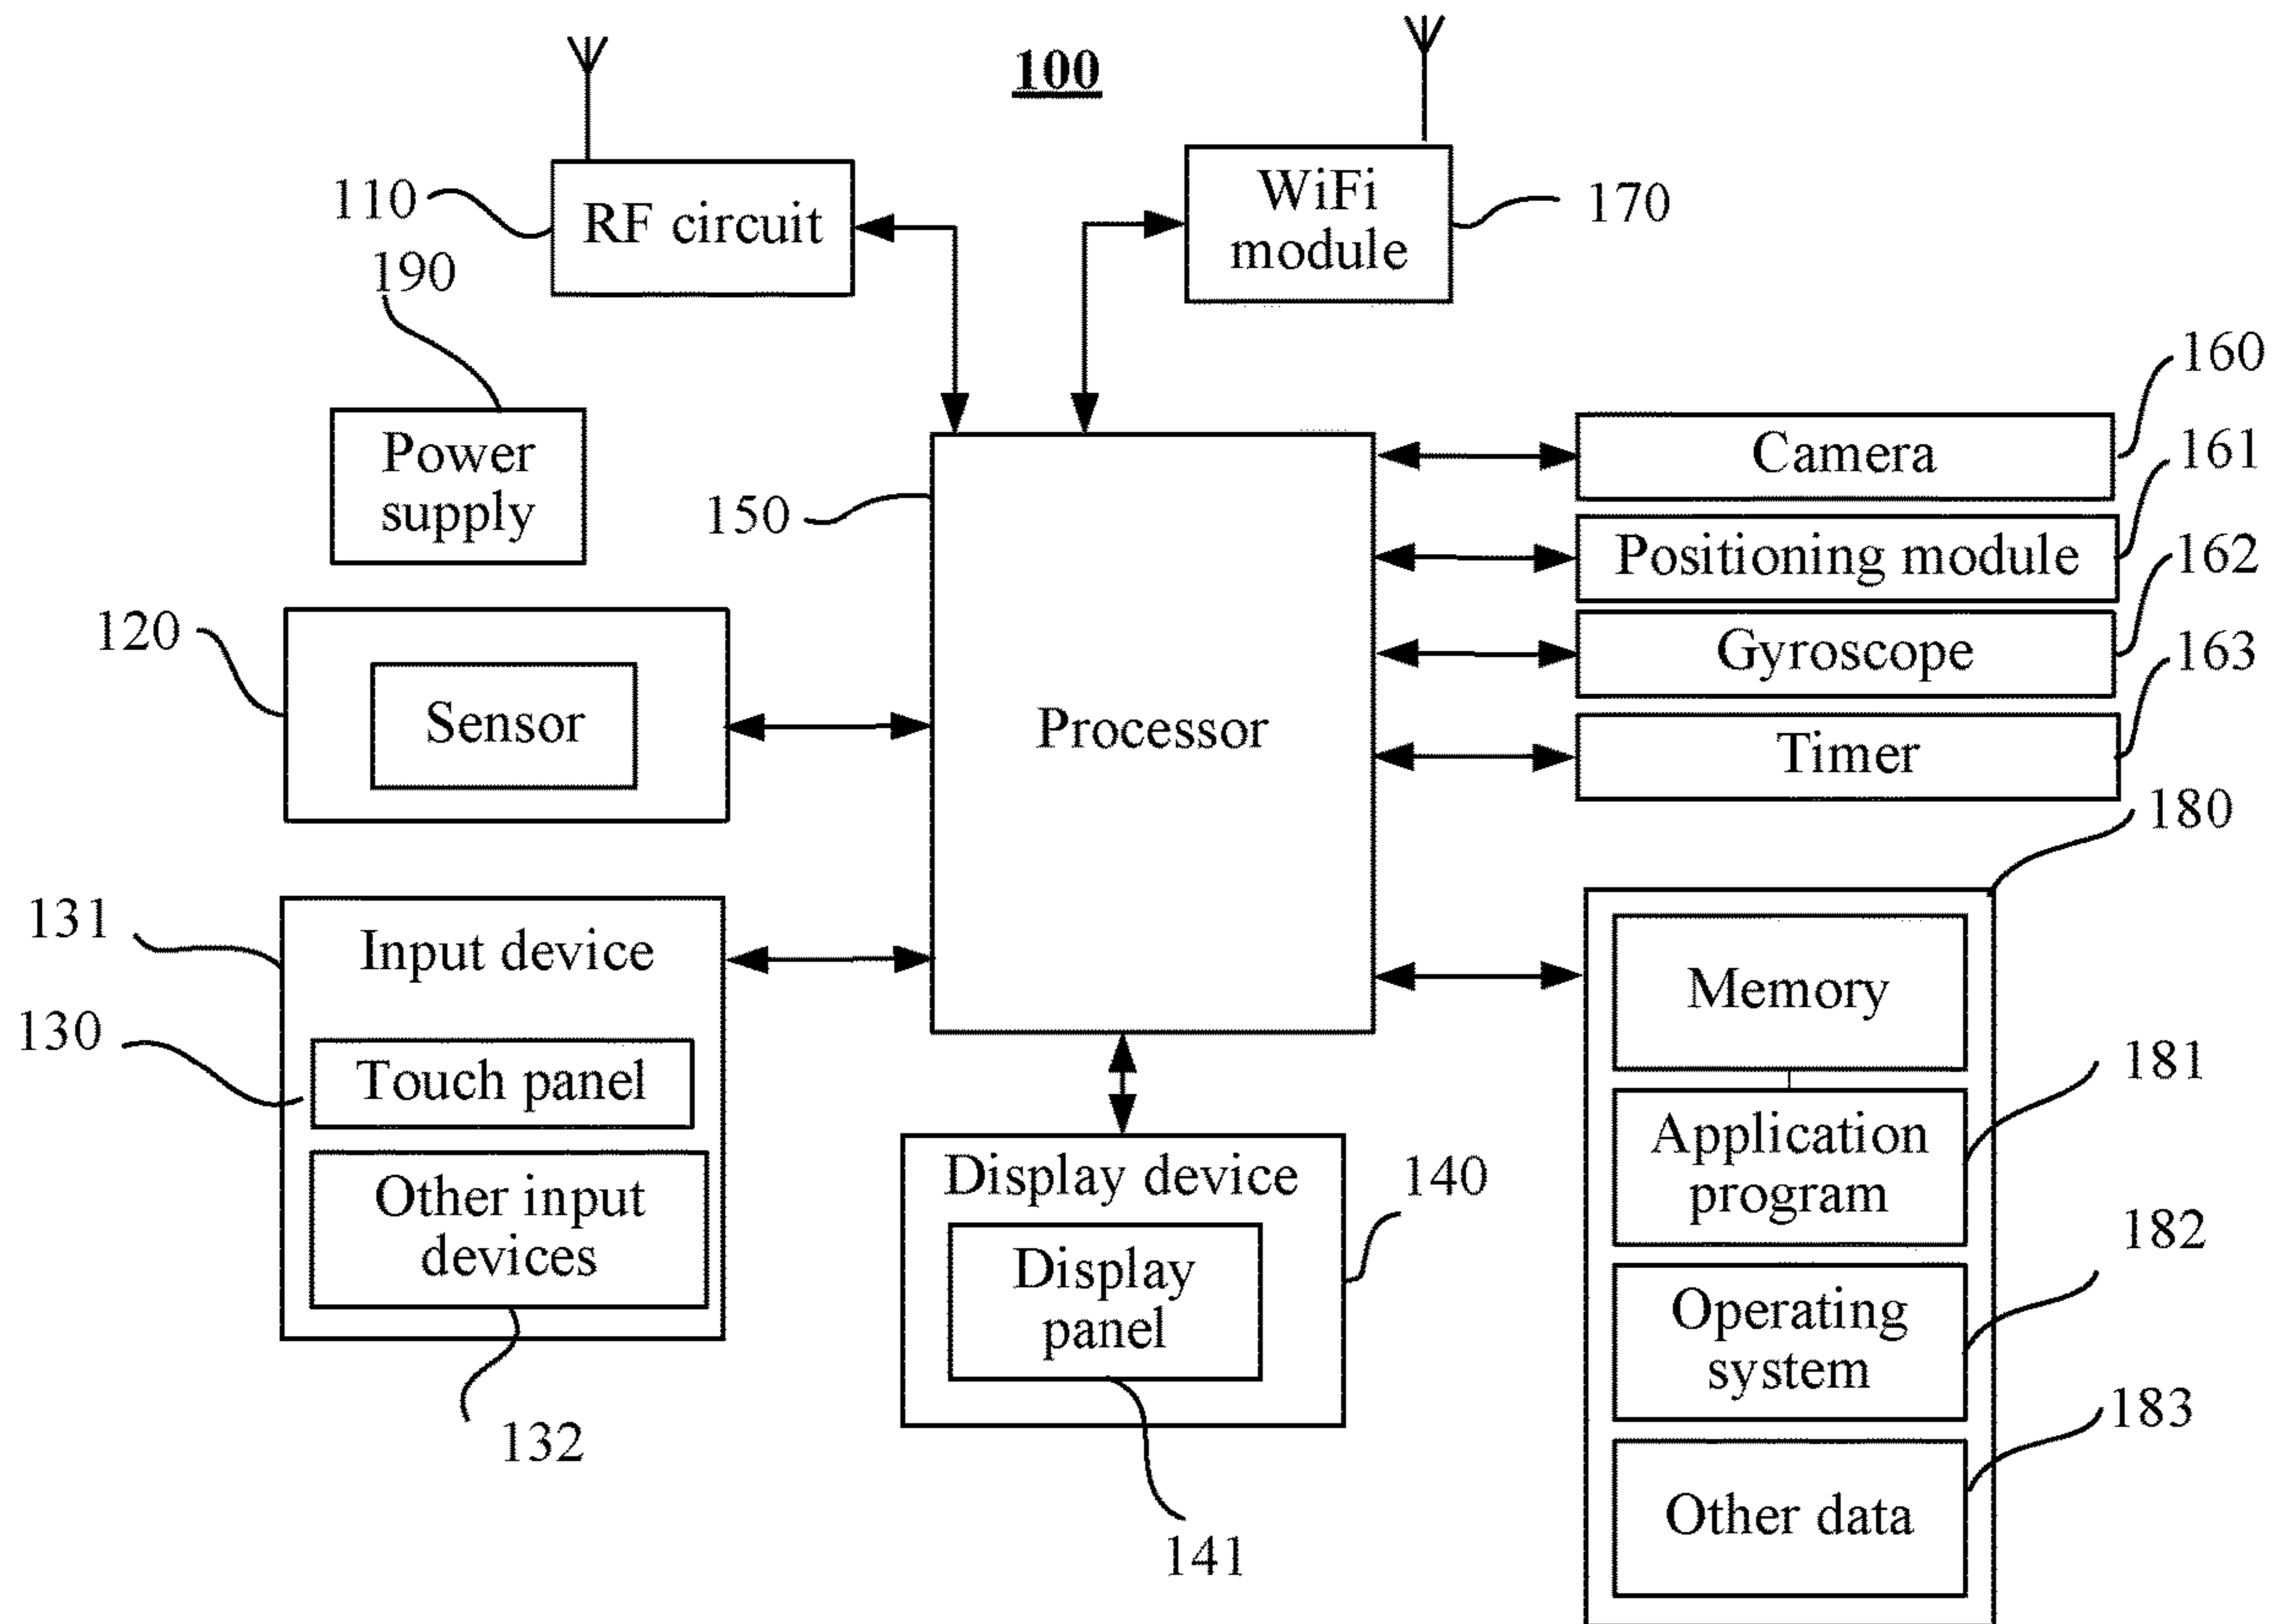 100
110
RF circuit
WiFi
module
170
190
Power
supply
150
Processor
Camera
160
Positioning module
161
Gyroscope
162
Timer
163
120
Sensor
180
131
Input device
130
Touch panel
Other input
devices
132
Display device
140
Display
panel
141
Memory
Application
program
181
Operating
system
182
Other data
183